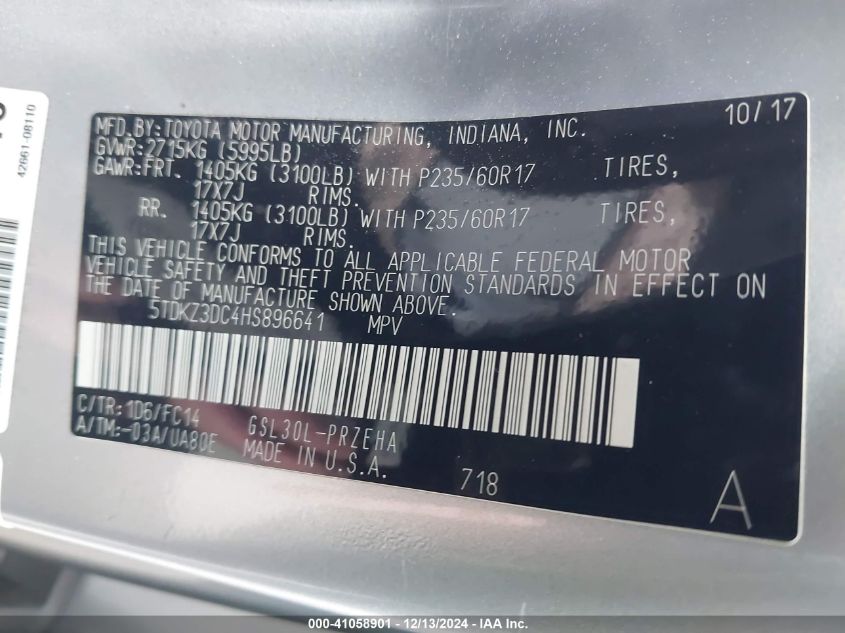 42661-08110
10/17
MFD.BY:TOYOTA MOTOR MANUFACTURING, INDIANA, INC.
GVWR:2715KG (5995LB)
GAWR:FRT. 1405KG (3100LB) WITH P235/60R17 TIRES,
17X7J RIMS.
RR. 1405KG (3100LB) WITH P235/60R17 TIRES,
17X7J RIMS.
THIS VEHICLE CONFORMS TO ALL APPLICABLE FEDERAL MOTOR
VEHICLE SAFETY AND THEFT PREVENTION STANDARDS IN EFFECT ON
THE DATE OF MANUFACTURE SHOWN ABOVE.
5TDKZ3DC4HS896641 MPV
C/TR:1D6/FC14 GSL30L-PRZEHA
A/TM:-03A/UA80E MADE IN U.S.A.
718
A
© COPYRIGHT STOCK# - 41058901 - 12/13/2024 - IAA Inc.